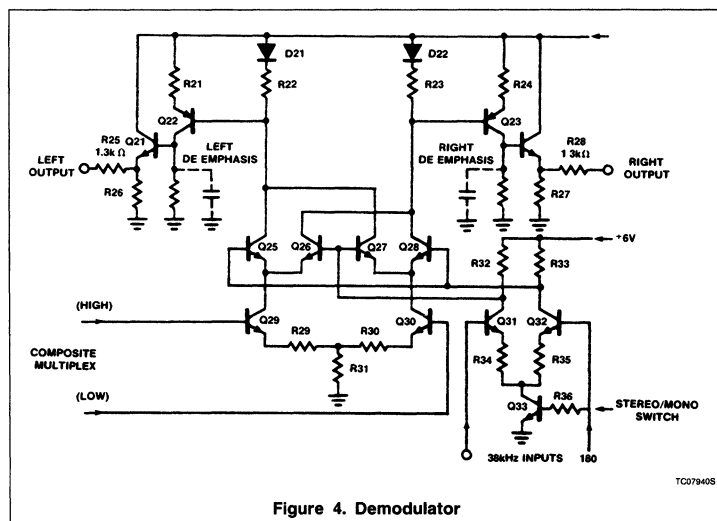 D21
D22
R21
R22
R23
R24
Q22
Q23
Q21
R25
1.3kΩ
LEFT
DE EMPHASIS
RIGHT
DE EMPHASIS
R28
1 3kΩ
LEFT
OUTPUT
RIGHT
OUTPUT
R26
R27
+6V
Q25
Q26
Q27
Q28
R32
R33
(HIGH)
Q29
Q30
Q31
Q32
R29
R30
R34
R35
COMPOSITE
MULTIPLEX
R31
R36
(LOW)
Q33
STEREO/MONO
SWITCH
38kHz INPUTS
180
TC07940S
Figure 4. Demodulator